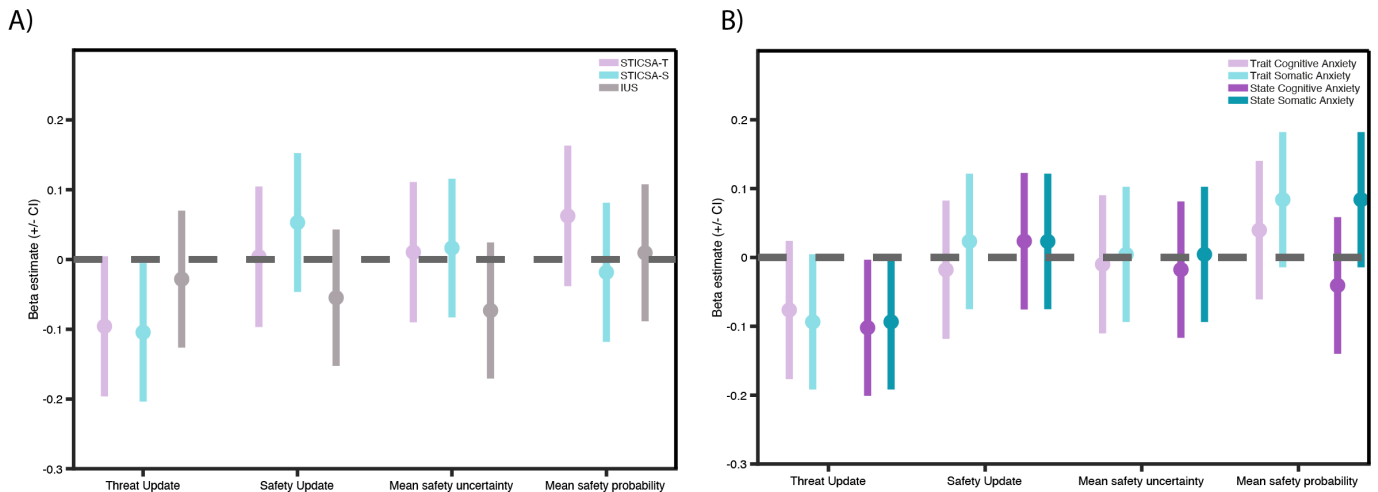 A)
STICSA-T
STICSA-S
IUS
0.2
0.1
0
-0.1
-0.2
-0.3
Beta estimate (+/- CI)
Threat Update
Safety Update
Mean safety uncertainty
Mean safety probability
B)
Trait Cognitive Anxiety
Trait Somatic Anxiety
State Cognitive Anxiety
State Somatic Anxiety
0.2
0.1
0
-0.1
-0.2
-0.3
Beta estimate (+/- CI)
Threat Update
Safety Update
Mean safety uncertainty
Mean safety probability